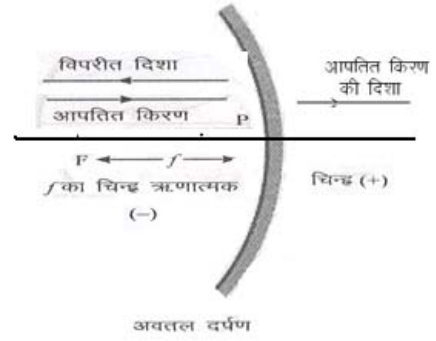 विपरीत दिशा
आपतित किरण
P
आपतित किरण
की दिशा
F f
f का चिन्ह ऋणात्मक
(−)
चिन्ह (+)
अवतल दर्पण